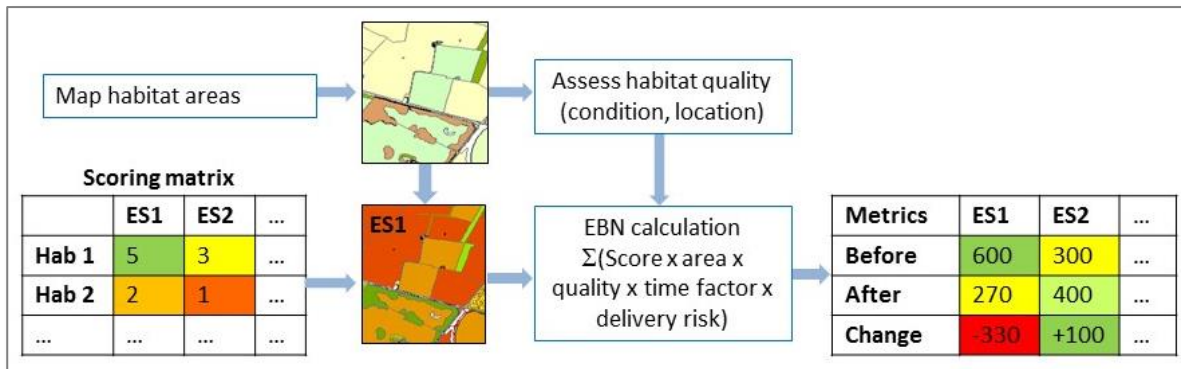 Map habitat areas
Assess habitat quality
(condition, location)
Scoring matrix
ES1 ES2 ...
Hab 1 5 3 ...
Hab 2 2 1 ...
... ... ... ...
ES1
EBN calculation
Σ(Score x area x
quality x time factor x
delivery risk)
Metrics ES1 ES2 ...
Before 600 300
After 270 400
Change -330 +100 ...